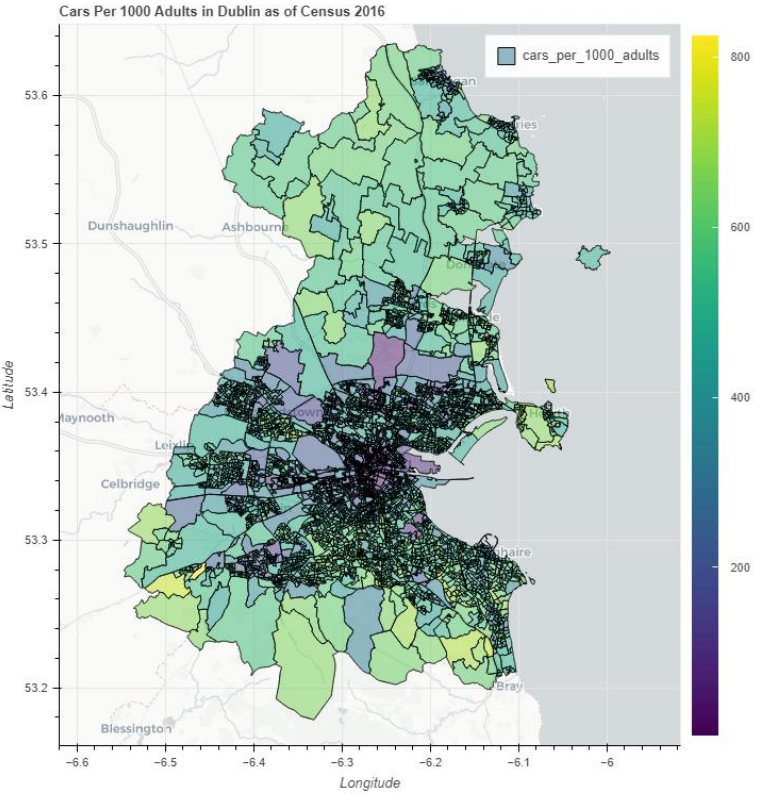 Cars Per 1000 Adults in Dublin as of Census 2016
cars_per_1000_adults
800
600
400
200
53.6
53.5
53.4
53.3
53.2
Latitude
Dunshaughlin
Ashbourne
Maynooth
Leixlip
Celbridge
Blessington
Bray
−6.6
−6.5
−6.4
−6.3
−6.2
−6.1
−6
Longitude